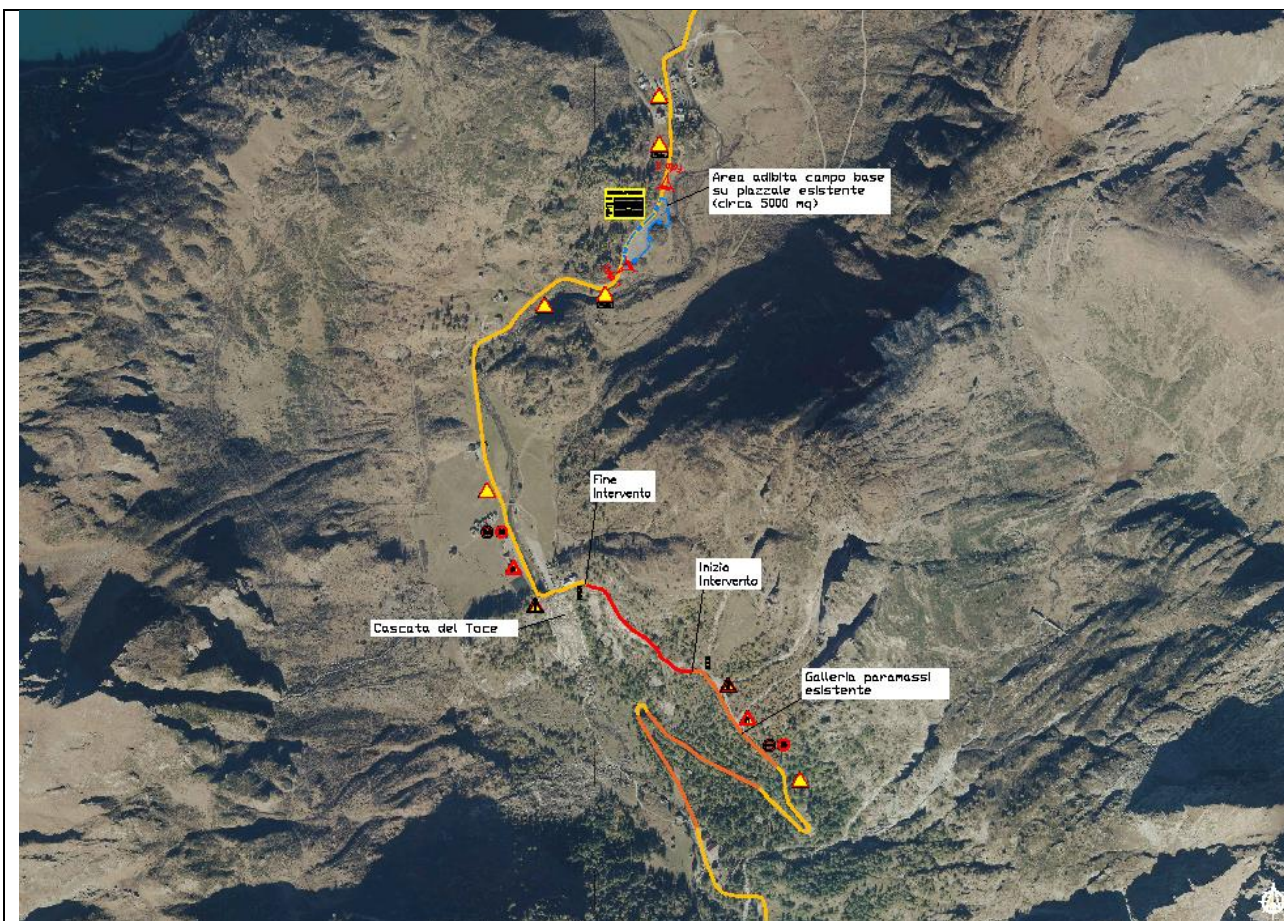 Area adibita campo base
su piazzale esistente
(circa 5000 mq)
Fine
Intervento
Inizio
Intervento
Cascata del Toce
Galleria paramassi
esistente